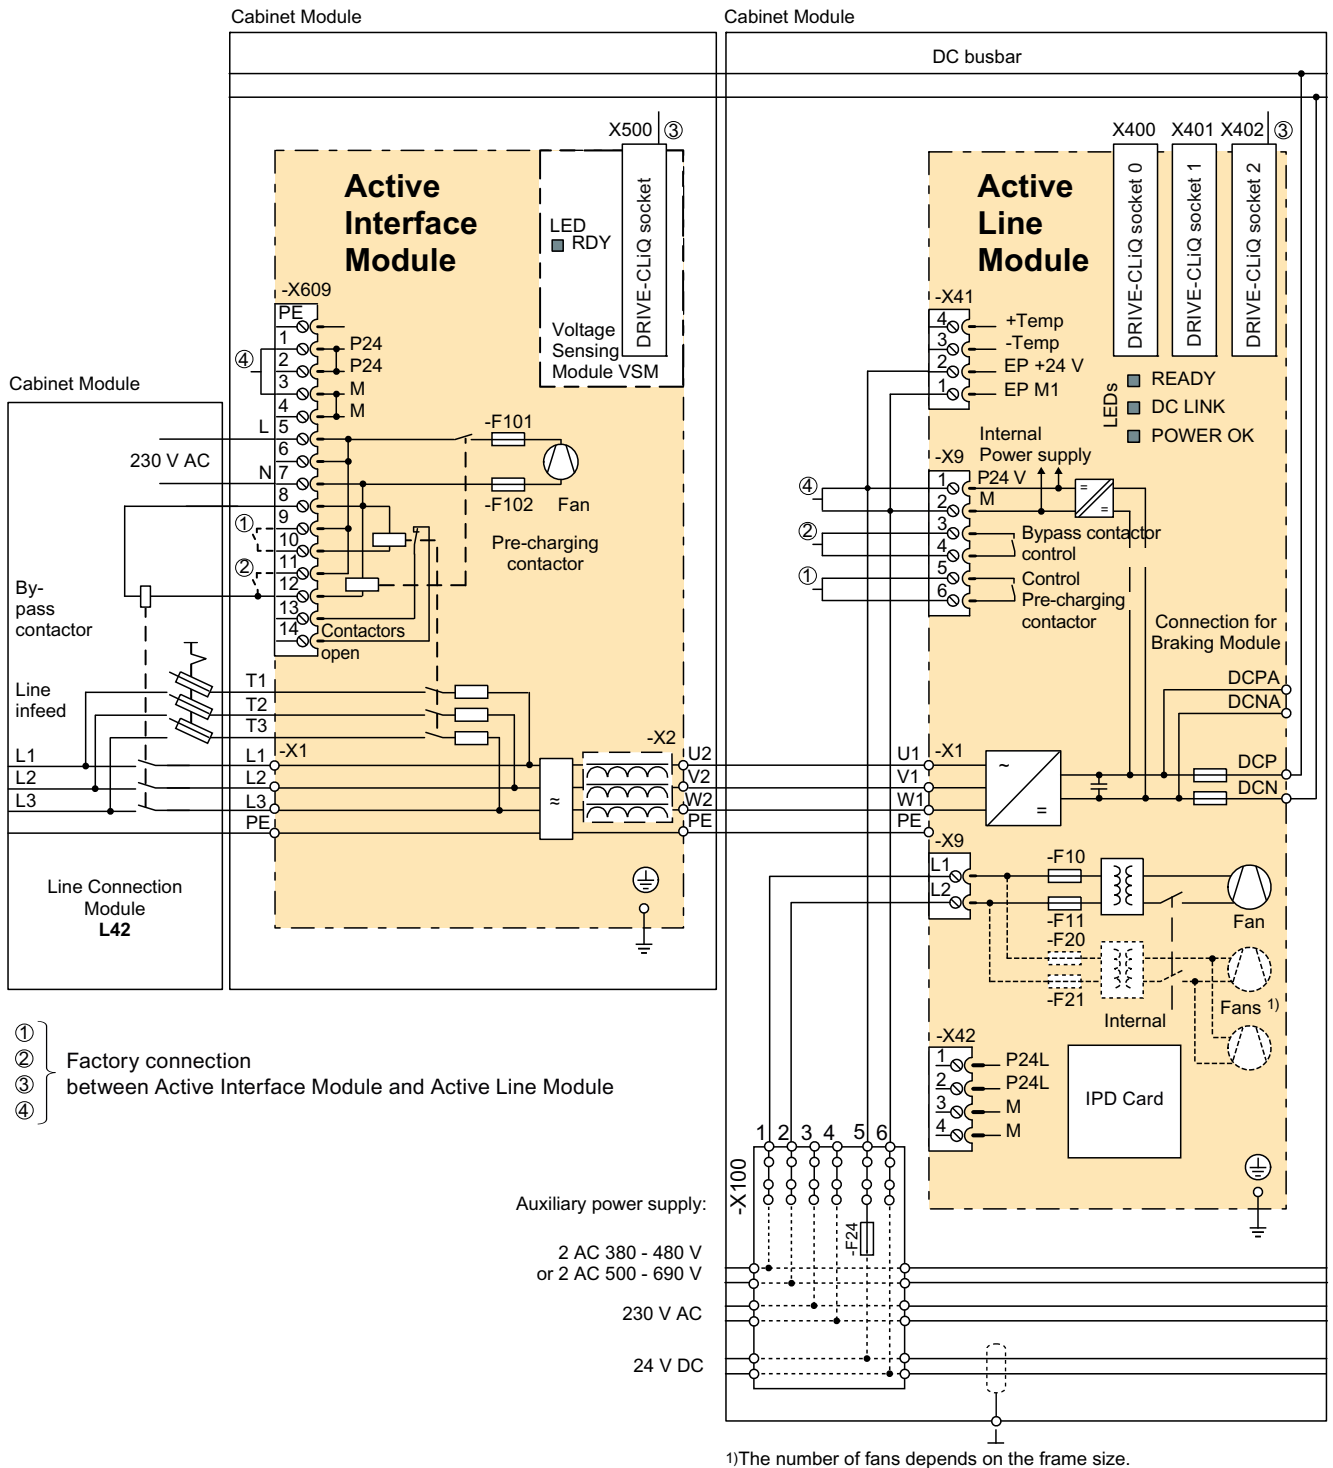 Cabinet Module
Cabinet Module
DC busbar
X500 ③
X400 X401 X402 ③
Active
Interface
Module
LED
RDY
DRIVE-CLiQ socket
Voltage
Sensing
Module VSM
Active
Line
Module
DRIVE-CLiQ socket 0
DRIVE-CLiQ socket 1
DRIVE-CLiQ socket 2
-X609
PE
1 P24
2 P24
3 M
4 M
④
L 5
6
N 7
8
9
10
11
12
13
14
①
②
230 V AC
-F101
-F102
Fan
Pre-charging
contactor
Contactors
open
-X41
4 +Temp
3 -Temp
2 EP +24 V
1 EP M1
LEDs
READY
DC LINK
POWER OK
Internal
Power supply
-X9
④
1 P24 V
2 M
②
3 Bypass contactor
4 control
①
5 Control
6 Pre-charging
contactor
Connection for
Braking Module
DCPA
DCNA
DCP
DCN
Cabinet Module
By-
pass
contactor
Line
infeed
L1
L2
L3
T1
T2
T3
-X1
L1
L2
L3
PE
≈
-X2
U2
V2
W2
PE
U1
V1
W1
PE
-X1
~
=
Line Connection
Module
L42
-X9
L1
L2
-F10
-F11
-F20
-F21
Fan
Fans 1)
Internal
-X42
1 P24L
2 P24L
3 M
4 M
IPD Card
①
②
③
④
Factory connection
between Active Interface Module and Active Line Module
1 2 3 4 5 6
-X100
-F24
Auxiliary power supply:
2 AC 380 - 480 V
or 2 AC 500 - 690 V
230 V AC
24 V DC
1)The number of fans depends on the frame size.